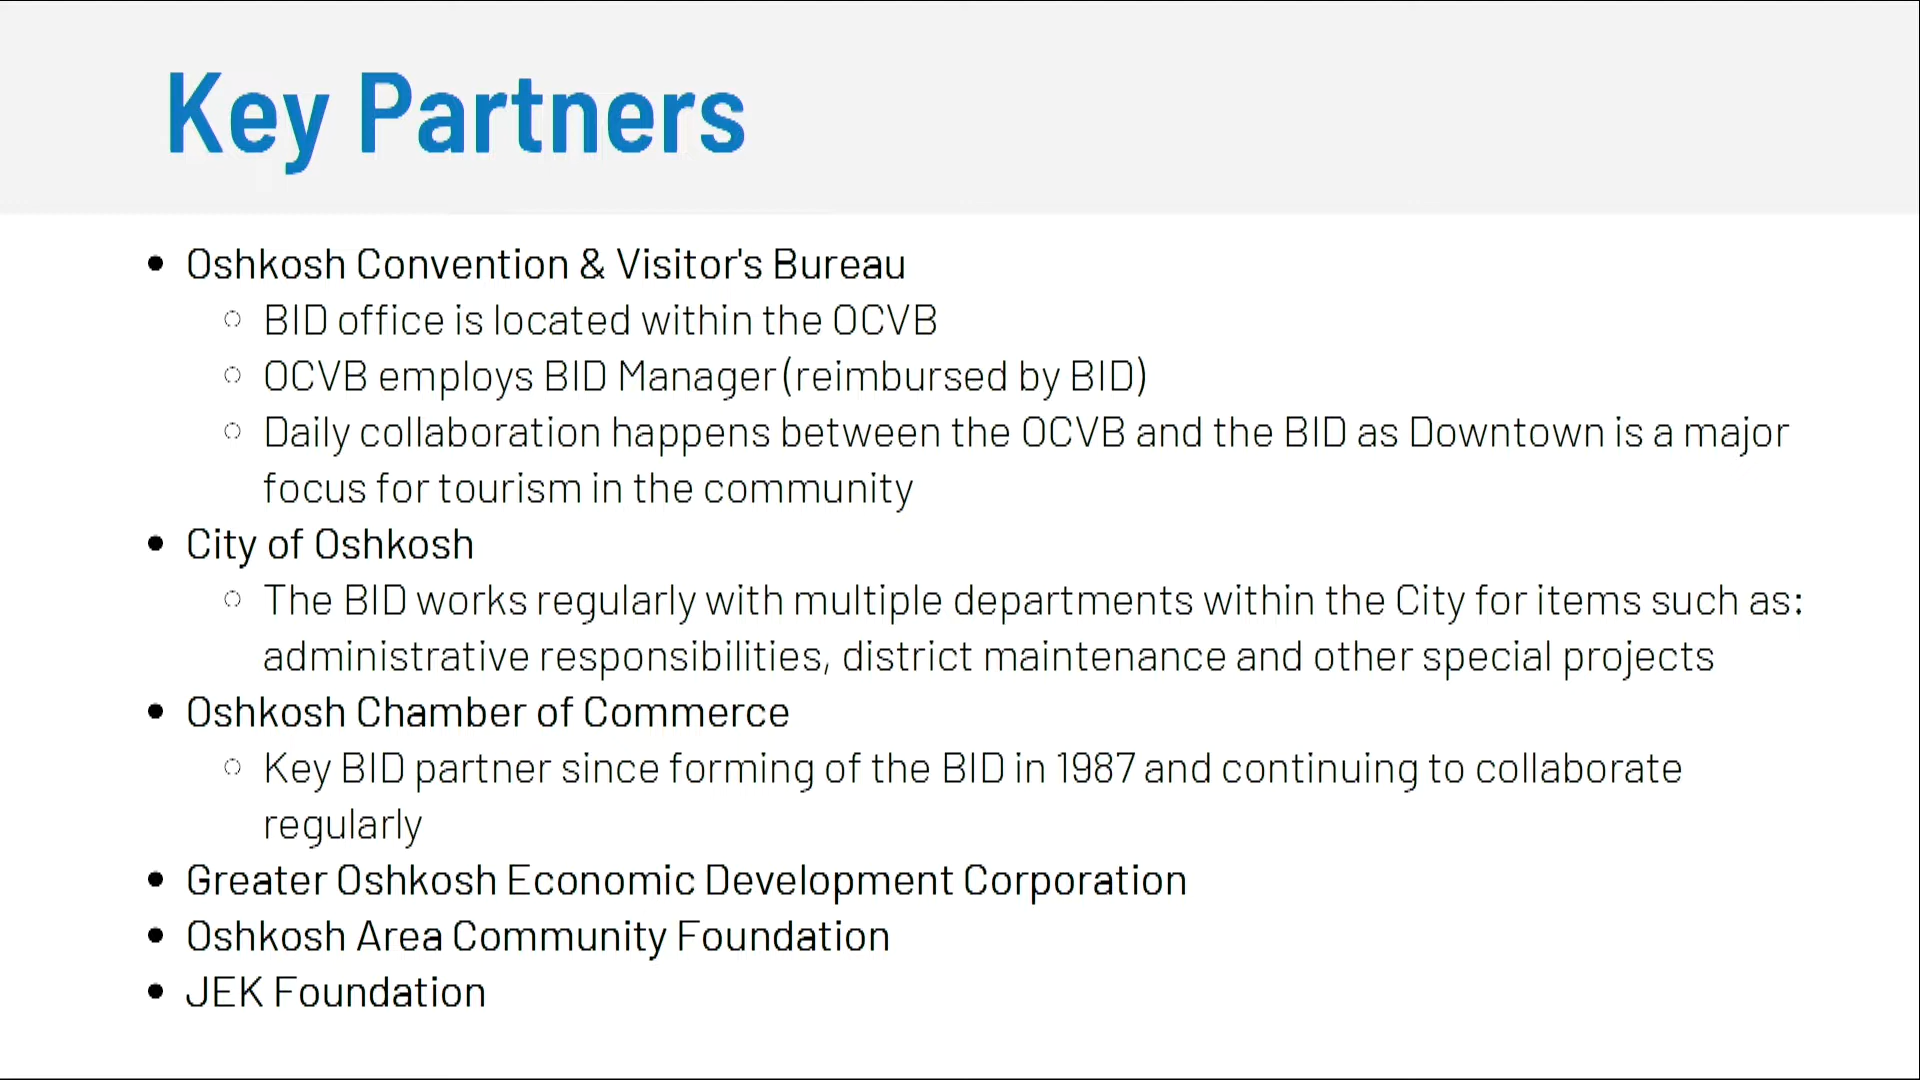 Key Partners
• Oshkosh Convention & Visitor's Bureau
○ BID office is located within the OCVB
○ OCVB employs BID Manager (reimbursed by BID)
○ Daily collaboration happens between the OCVB and the BID as Downtown is a major
focus for tourism in the community
• City of Oshkosh
○ The BID works regularly with multiple departments within the City for items such as:
administrative responsibilities, district maintenance and other special projects
• Oshkosh Chamber of Commerce
○ Key BID partner since forming of the BID in 1987 and continuing to collaborate
regularly
• Greater Oshkosh Economic Development Corporation
• Oshkosh Area Community Foundation
• JEK Foundation